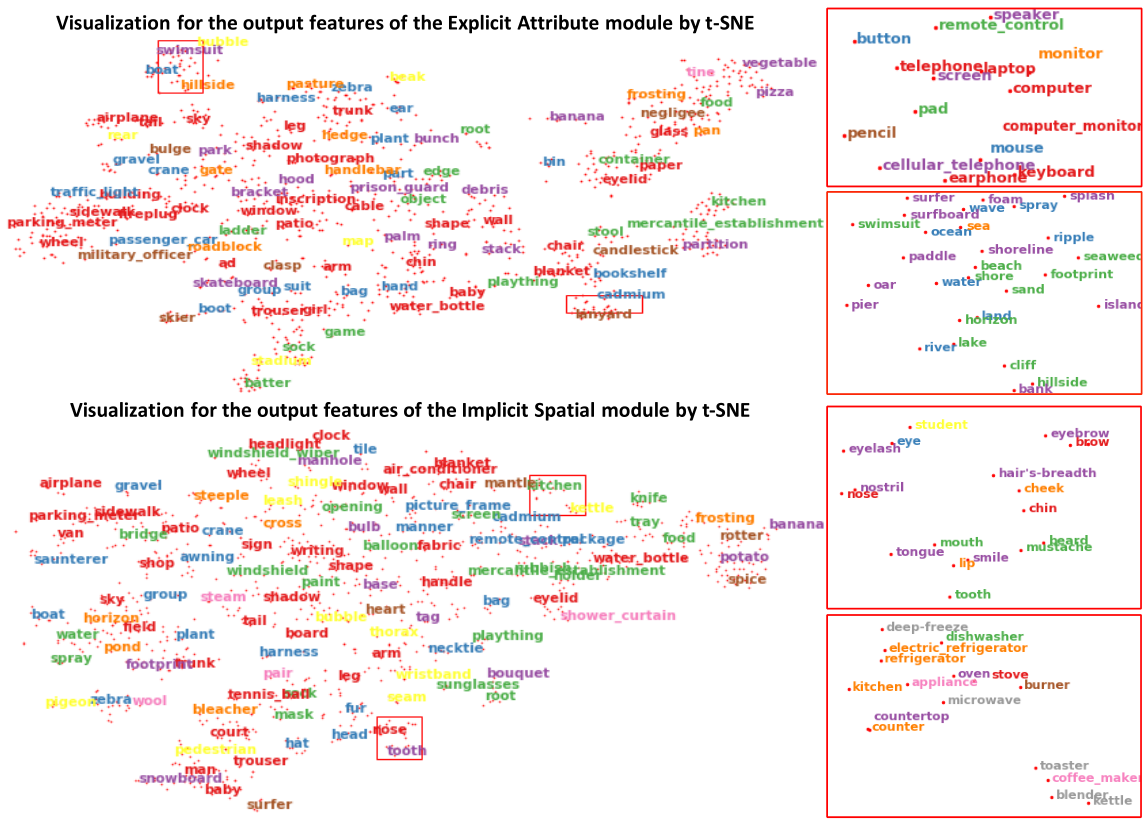 Visualization for the output features of the Explicit Attribute module by t-SNE
bubble
swimsuit
boat
hillside
pasture
zebra
beak
harness
trunk
ear
airplane
sky
leg
mar
hedge
plant
bunch
root
bulge
park
shadow
photograph
gravel
crane
gate
handlebar
part
edge
hood
prison_guard
debris
traffic_light
building
bracket
inscription
cable
object
sidewalk
fireplug
clock
window
parking_meter
patio
shape
wall
ladder
wheel
passenger_car
roadblock
map
palm
ring
stack
military_officer
ad
clasp
arm
chin
skateboard
group
suit
bag
hand
baby
plaything
skier
boot
trouser
girl
water_bottle
game
sock
stadium
batter
vegetable
tine
pizza
frosting
food
negligee
banana
glass
pan
bin
container
paper
eyelid
kitchen
mercantile_establishment
stool
partition
chair
candlestick
blanket
bookshelf
cadmium
lanyard
speaker
remote_control
button
monitor
telephone
laptop
screen
computer
pad
computer_monitor
pencil
mouse
cellular_telephone
keyboard
earphone
surfer
foam
splash
wave
spray
surfboard
swimsuit
sea
ocean
ripple
shoreline
paddle
seaweed
beach
footprint
shore
water
oar
sand
pier
island
land
horizon
river
lake
cliff
hillside
bank
Visualization for the output features of the Implicit Spatial module by t-SNE
clock
headlight
windshield_wiper
tile
manhole
blanket
air_conditioner
wheel
airplane
gravel
shingle
window
wall
chair
mantle
kitchen
steeple
leash
opening
picture_frame
kettle
knife
parking_meter
sidewalk
screen
cadmium
tray
frosting
banana
van
patio
crane
cross
bulb
manner
bridge
sign
balloon
fabric
remote_control
package
food
rotter
saunterer
awning
writing
water_bottle
potato
shop
windshield
shape
mercantile_establishment
holder
spice
paint
base
handle
sky
group
steam
shadow
bag
eyelid
boat
horizon
field
tail
bubble
heart
tag
shower_curtain
water
plant
board
thorax
plaything
pond
spray
footprint
trunk
harness
arm
necktie
pair
leg
wristband
bouquet
sunglasses
pigeon
zebra
wool
tennis_ball
seam
root
bleacher
mask
fur
court
nose
head
pedestrian
hat
tooth
trouser
man
snowboard
baby
surfer
student
eyebrow
eye
brow
eyelash
hair's-breadth
nostril
cheek
nose
chin
mouth
beard
mustache
tongue
smile
lip
tooth
deep-freeze
dishwasher
electric_refrigerator
refrigerator
oven
stove
kitchen
appliance
burner
microwave
countertop
counter
toaster
coffee_maker
blender
kettle